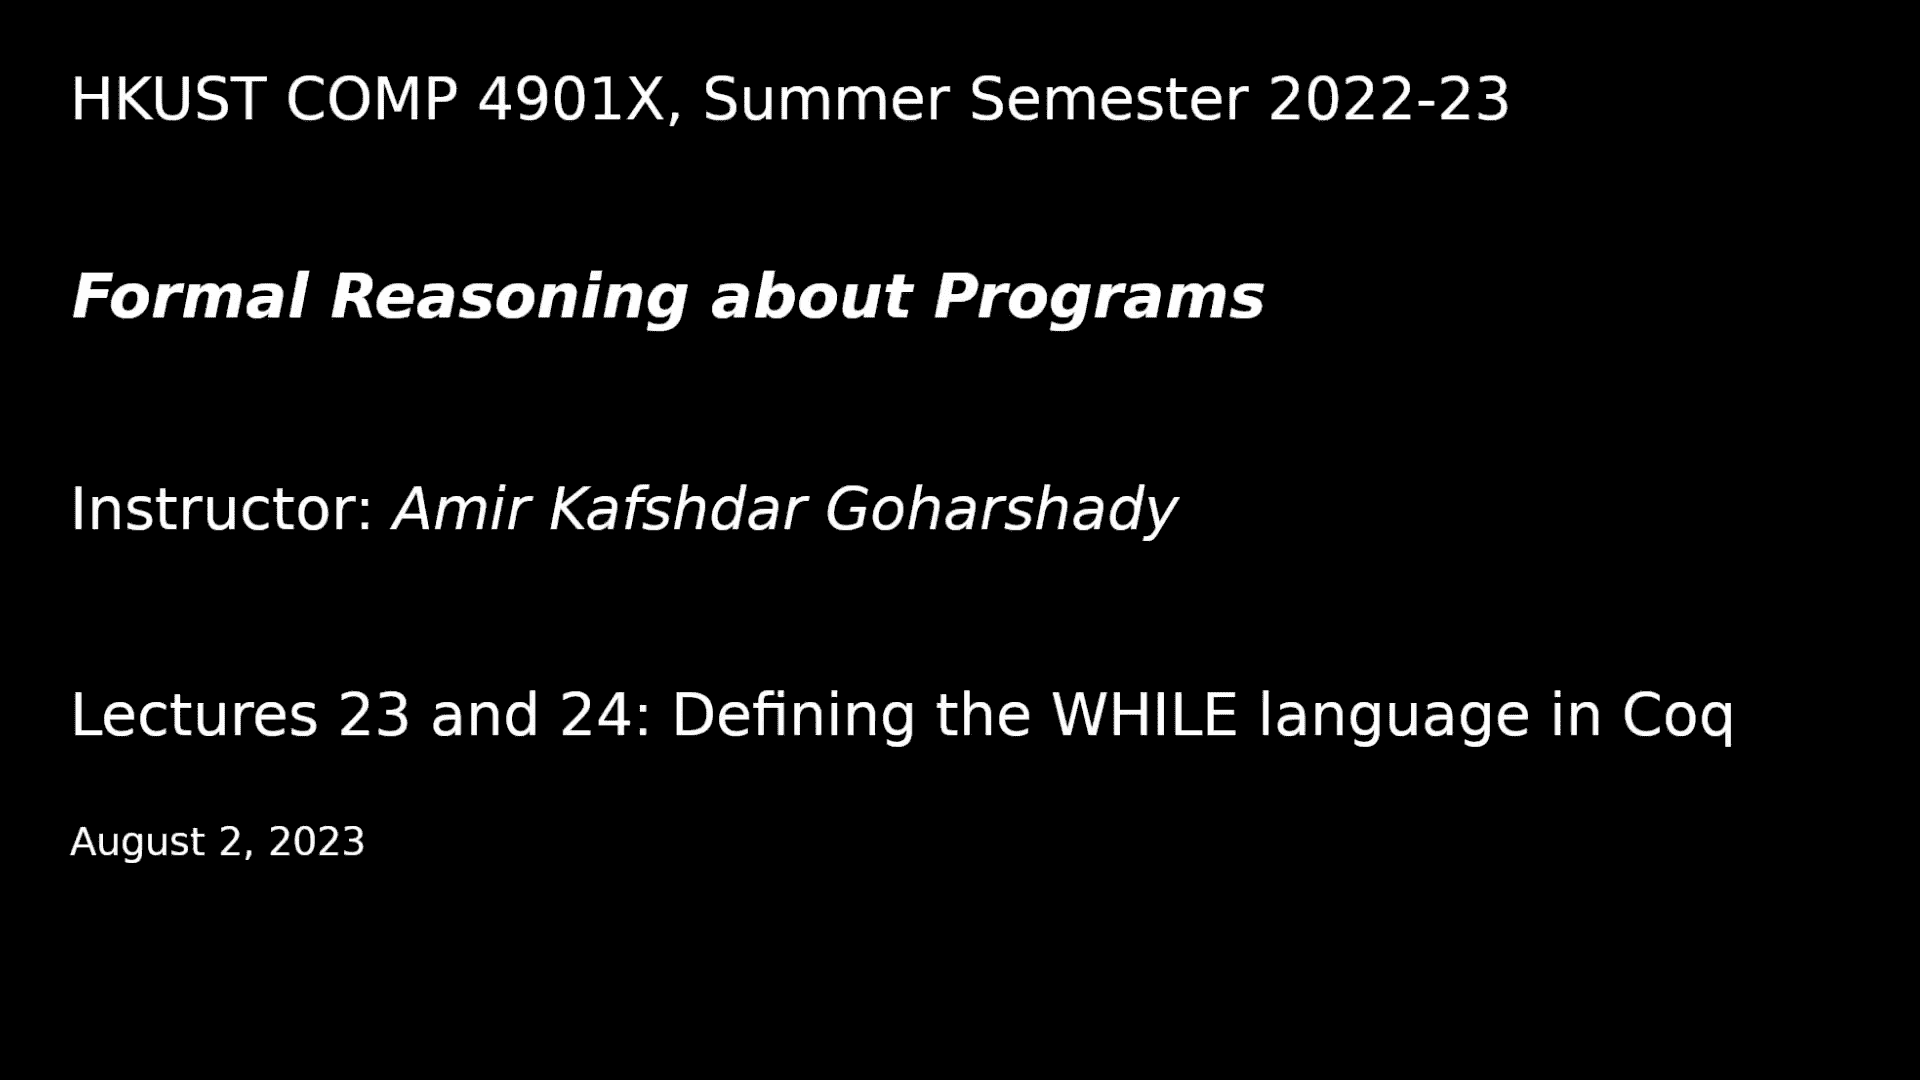 HKUST COMP 4901X, Summer Semester 2022-23
Formal Reasoning about Programs
Instructor: Amir Kafshdar Goharshady
Lectures 23 and 24: Defining the WHILE language in Coq
August 2, 2023